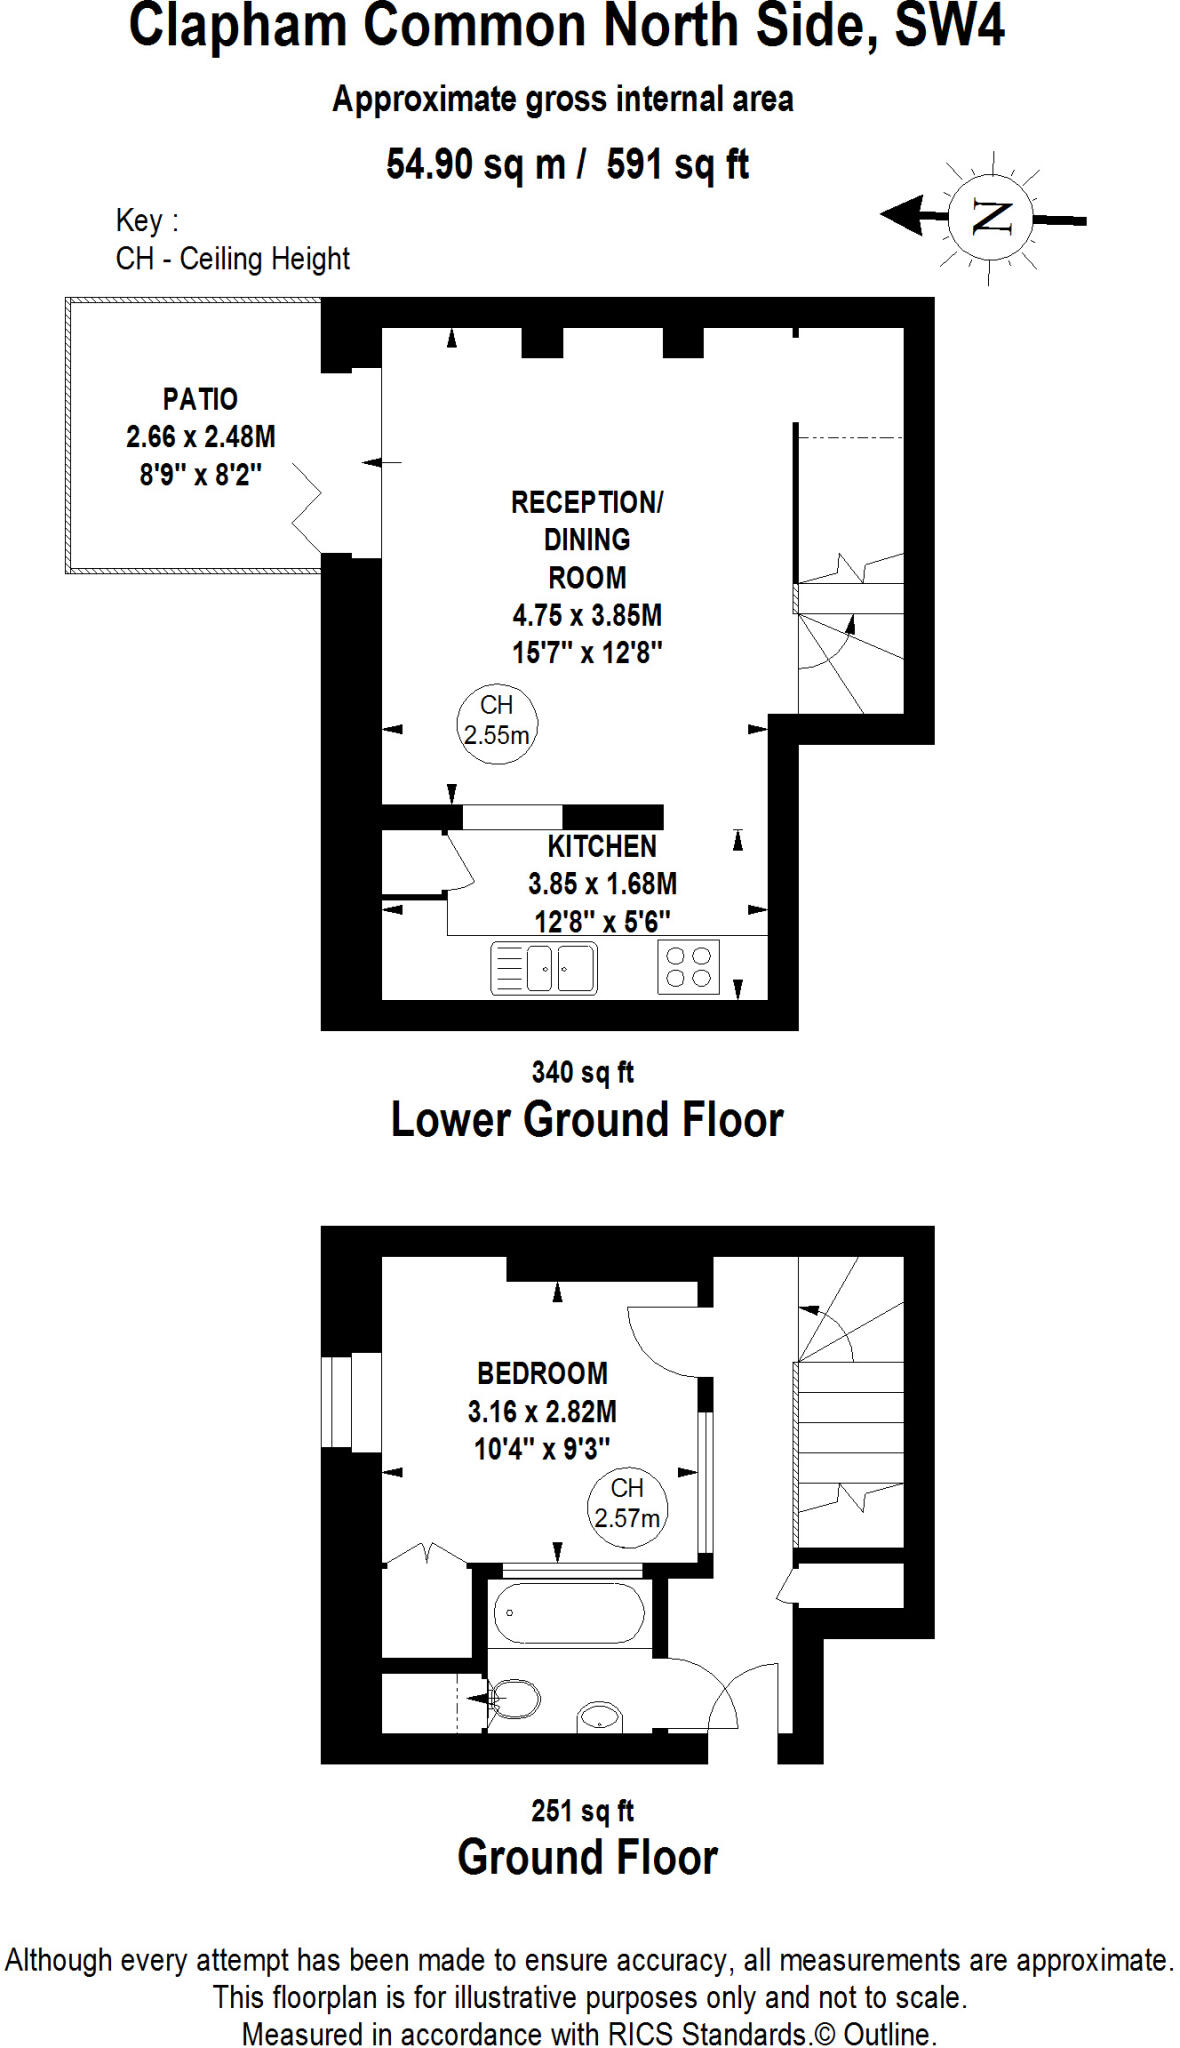 Clapham Common North Side, SW4
Approximate gross internal area
54.90 sq m / 591 sq ft
N
Key :
CH - Ceiling Height
PATIO
2.66 x 2.48M
8'9" x 8'2"
RECEPTION/
DINING
ROOM
4.75 x 3.85M
15'7" x 12'8"
CH
2.55m
KITCHEN
3.85 x 1.68M
12'8" x 5'6"
340 sq ft
Lower Ground Floor
BEDROOM
3.16 x 2.82M
10'4" x 9'3"
CH
2.57m
251 sq ft
Ground Floor
Although every attempt has been made to ensure accuracy, all measurements are approximate.
This floorplan is for illustrative purposes only and not to scale.
Measured in accordance with RICS Standards.© Outline.